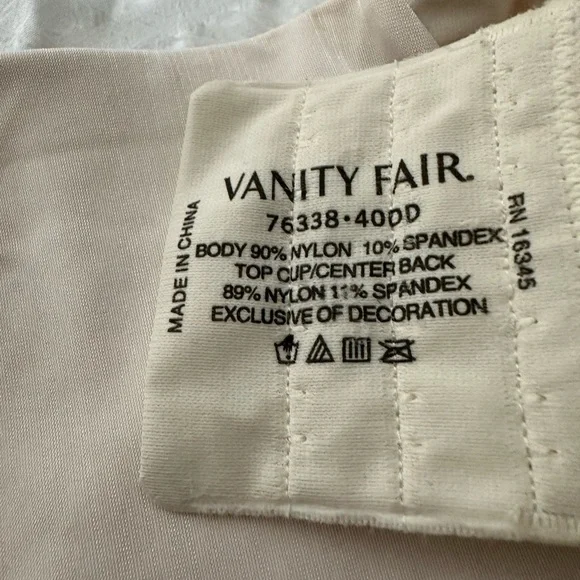 VANITY FAIR.
76338•40DD
BODY 90% NYLON 10% SPANDEX
TOP CUP/CENTER BACK
89% NYLON 11% SPANDEX
EXCLUSIVE OF DECORATION
MADE IN CHINA
RN 16345